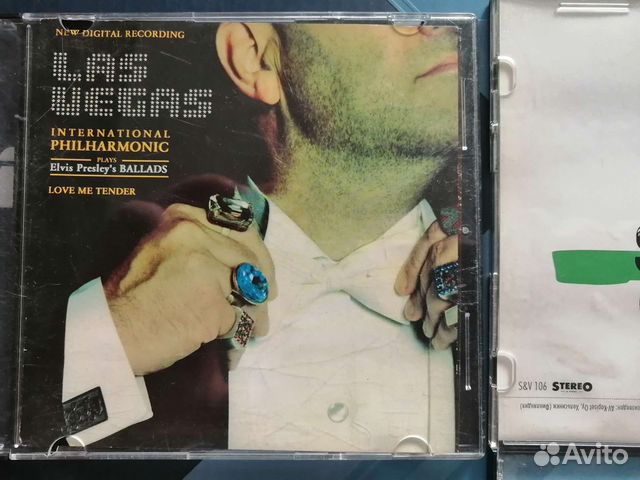 NEW DIGITAL RECORDING
LAS
VEGAS
INTERNATIONAL
PHILHARMONIC
PLAYS
Elvis Presley's BALLADS
LOVE ME TENDER
S&V 106 STEREO
Avito